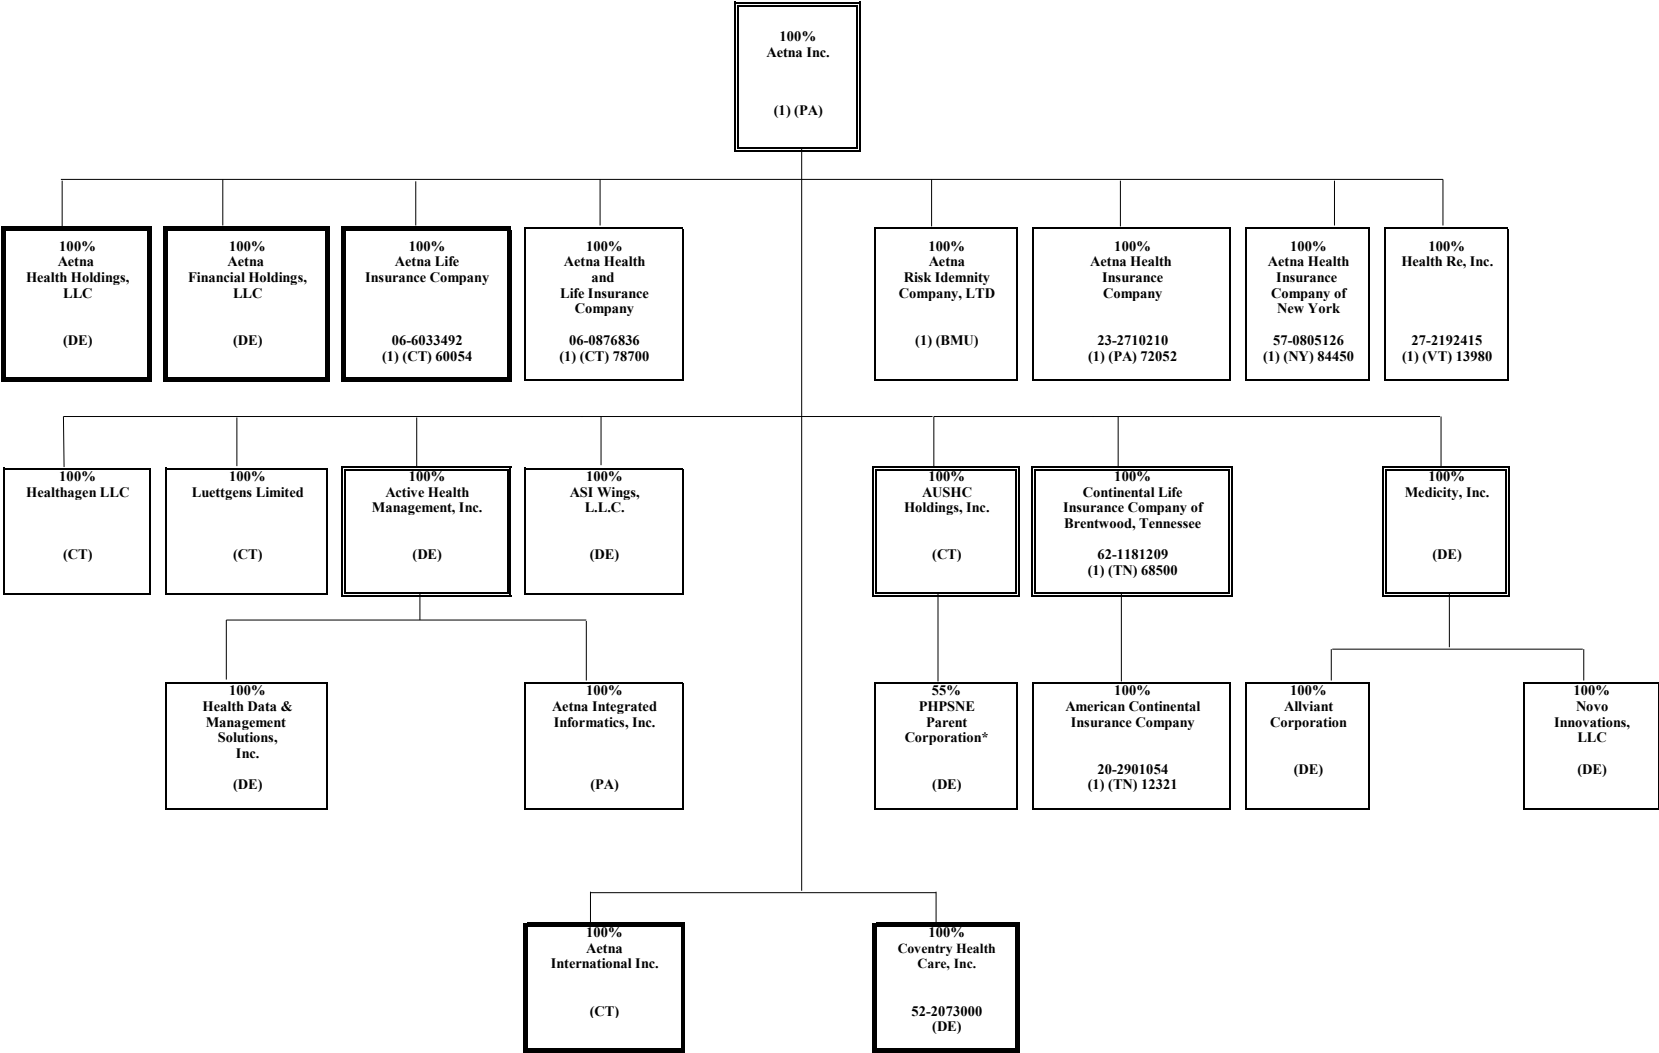 100%
Aetna Inc.
(1) (PA)
100%
Aetna
Health Holdings,
LLC
(DE)
100%
Aetna
Financial Holdings,
LLC
(DE)
100%
Aetna Life
Insurance Company
06-6033492
(1) (CT) 60054
100%
Aetna Health
and
Life Insurance
Company
06-0876836
(1) (CT) 78700
100%
Aetna
Risk Idemnity
Company, LTD
(1) (BMU)
100%
Aetna Health
Insurance
Company
23-2710210
(1) (PA) 72052
100%
Aetna Health
Insurance
Company of
New York
57-0805126
(1) (NY) 84450
100%
Health Re, Inc.
27-2192415
(1) (VT) 13980
100%
Healthagen LLC
(CT)
100%
Luettgens Limited
(CT)
100%
Active Health
Management, Inc.
(DE)
100%
ASI Wings,
L.L.C.
(DE)
100%
AUSHC
Holdings, Inc.
(CT)
100%
Continental Life
Insurance Company of
Brentwood, Tennessee
62-1181209
(1) (TN) 68500
100%
Medicity, Inc.
(DE)
100%
Health Data &
Management
Solutions,
Inc.
(DE)
100%
Aetna Integrated
Informatics, Inc.
(PA)
55%
PHPSNE
Parent
Corporation*
(DE)
100%
American Continental
Insurance Company
20-2901054
(1) (TN) 12321
100%
Allviant
Corporation
(DE)
100%
Novo
Innovations,
LLC
(DE)
100%
Aetna
International Inc.
(CT)
100%
Coventry Health
Care, Inc.
52-2073000
(DE)